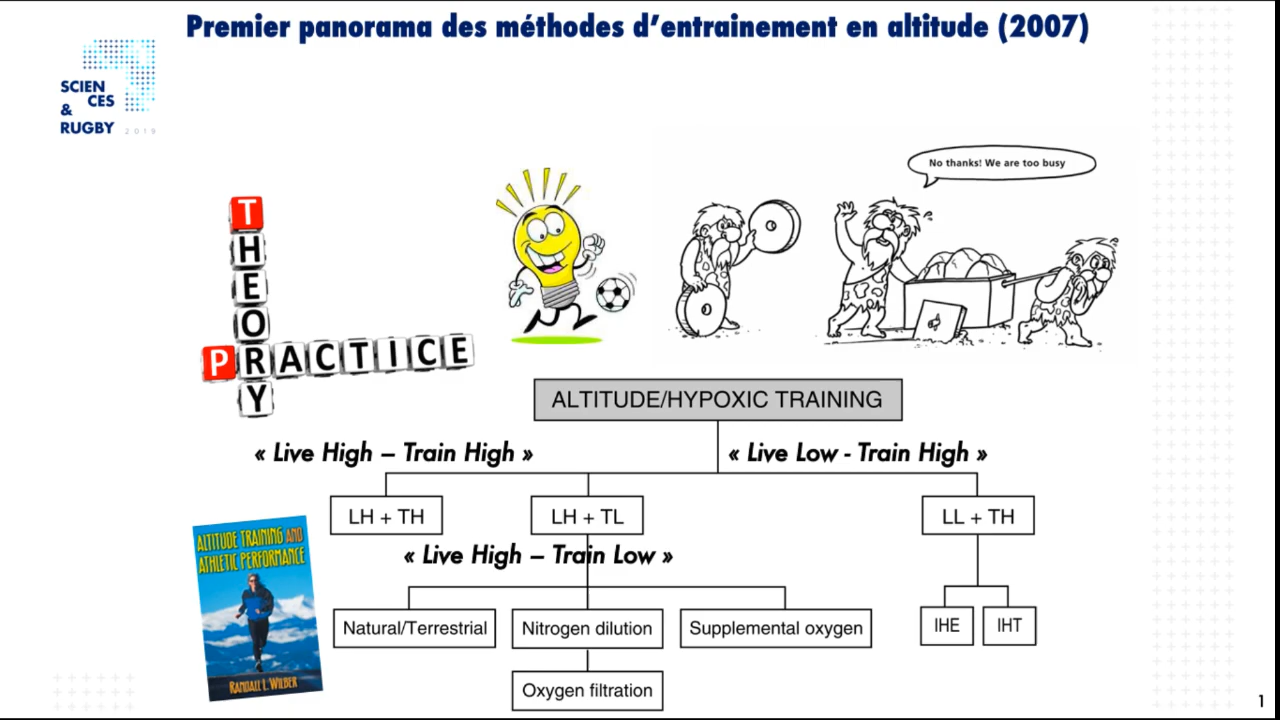 Premier panorama des méthodes d’entrainement en altitude (2007)
SCIEN
CES
&
RUGBY 2019
No thanks! We are too busy
THEORY
PRACTICE
ALTITUDE/HYPOXIC TRAINING
« Live High – Train High »
« Live Low - Train High »
LH + TH
LH + TL
LL + TH
« Live High – Train Low »
ALTITUDE TRAINING AND
ATHLETIC PERFORMANCE
RANDALL L. WILBER
Natural/Terrestrial
Nitrogen dilution
Supplemental oxygen
IHE
IHT
Oxygen filtration
1